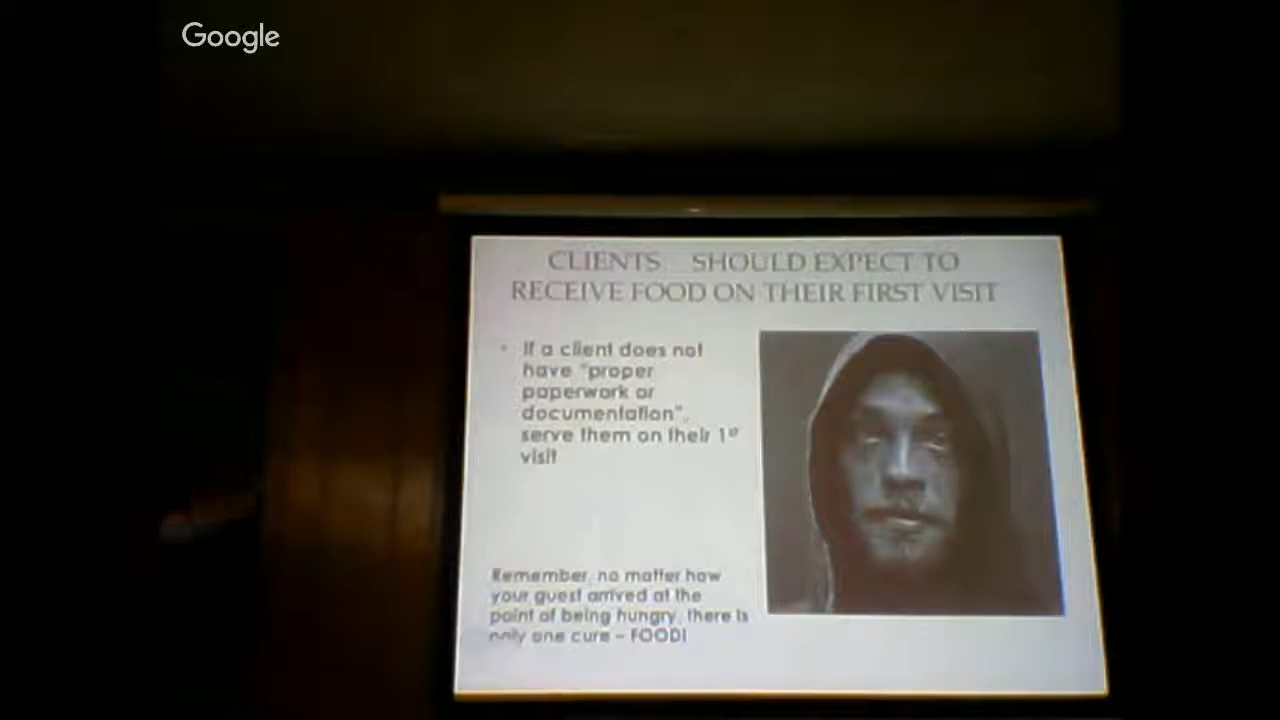 Google
CLIENTS SHOULD EXPECT TO
RECEIVE FOOD ON THEIR FIRST VISIT
• If a client does not
have "proper
paperwork or
documentation",
serve them on their 1st
visit
Remember, no matter how
your guest arrived at the
point of being hungry, there is
only one cure – FOOD!